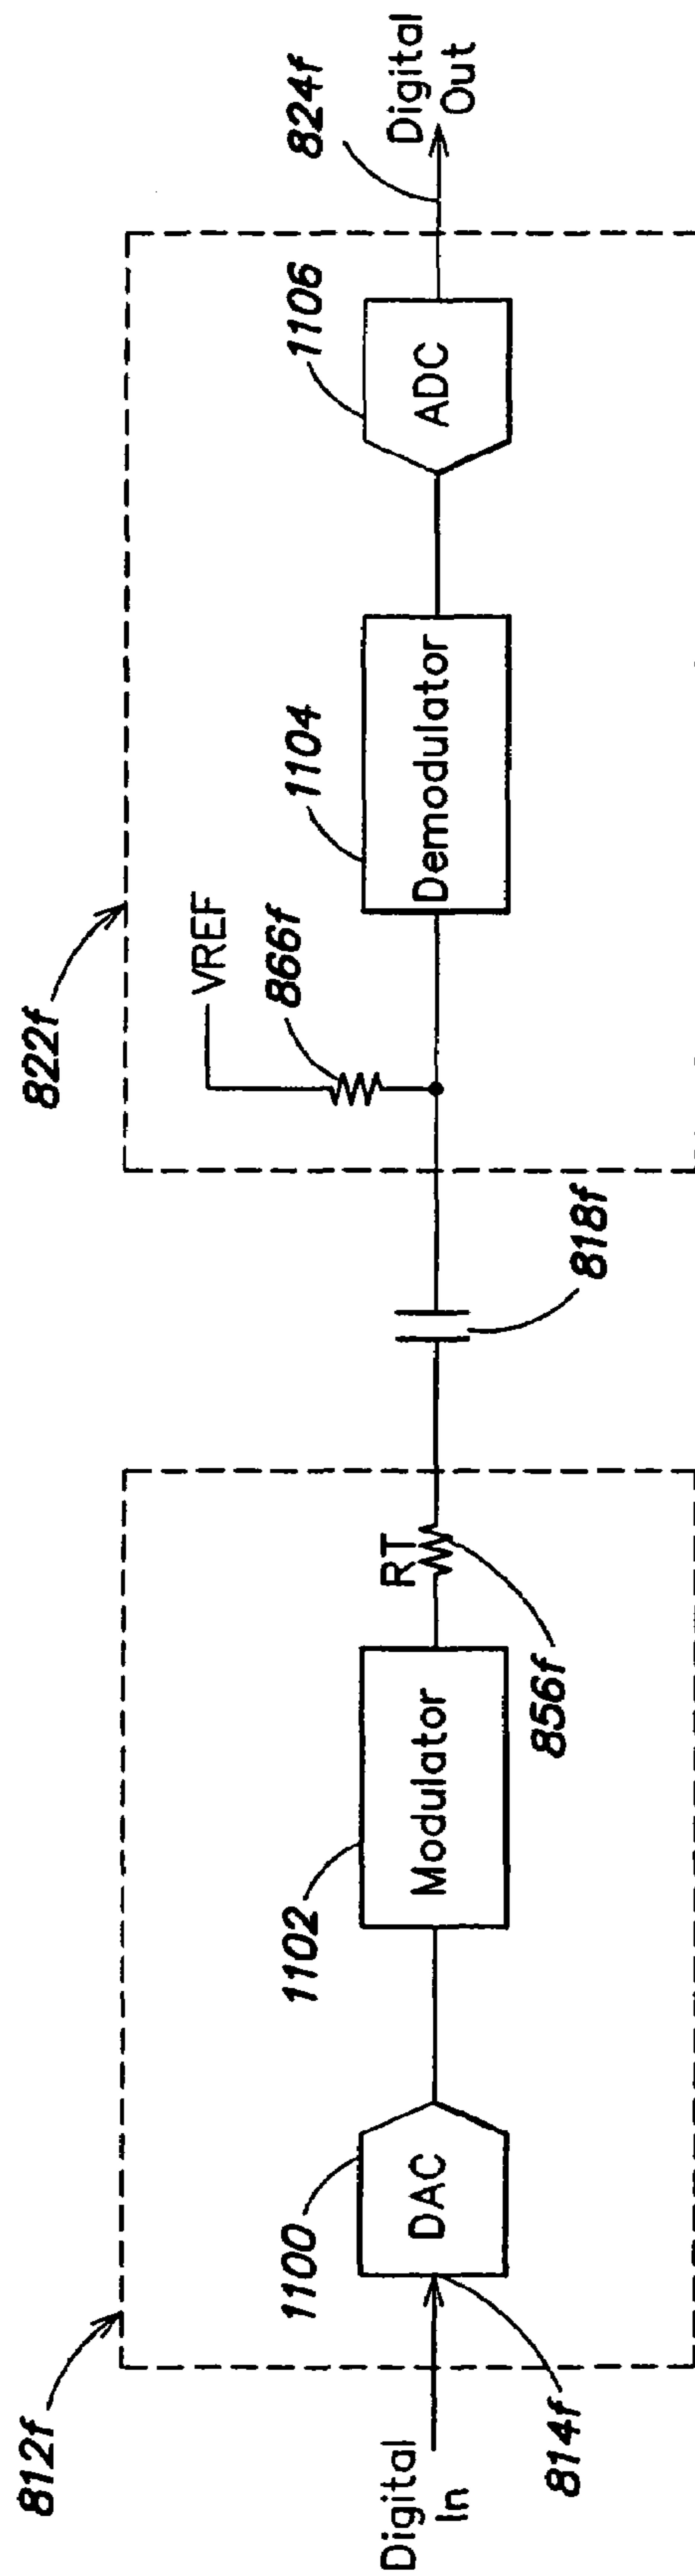 812f
822f
Digital
In
814f
1100
DAC
1102
Modulator
RT
856f
818f
VREF
866f
1104
Demodulator
1106
ADC
824f
Digital
Out